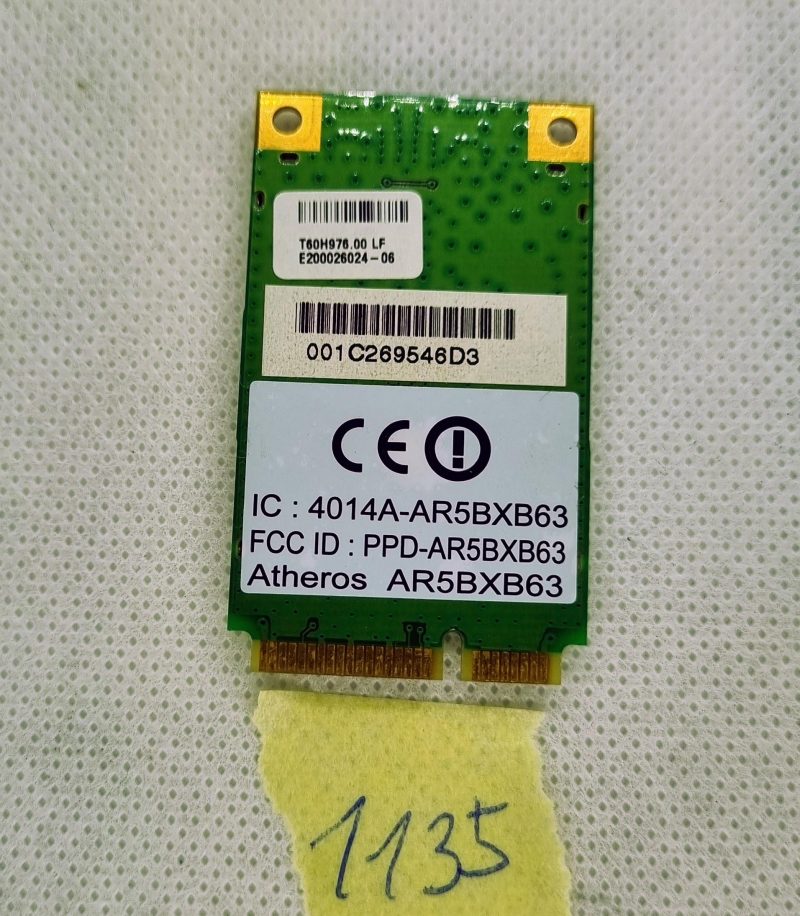 T60H976.00 LF
E200026024-06
001C269546D3
CE
IC : 4014A-AR5BXB63
FCC ID : PPD-AR5BXB63
Atheros AR5BXB63
1135